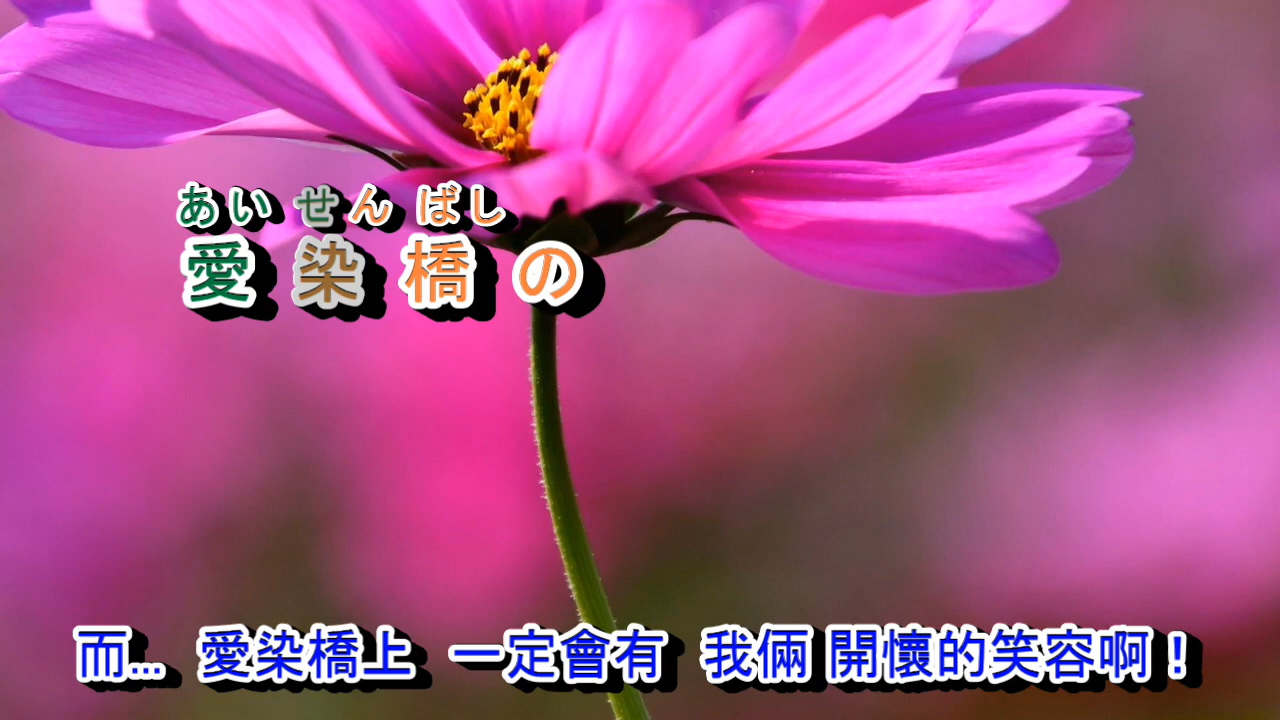 あい せん ばし
愛 染 橋 の
而... 愛染橋上 一定會有 我倆 開懷的笑容啊！